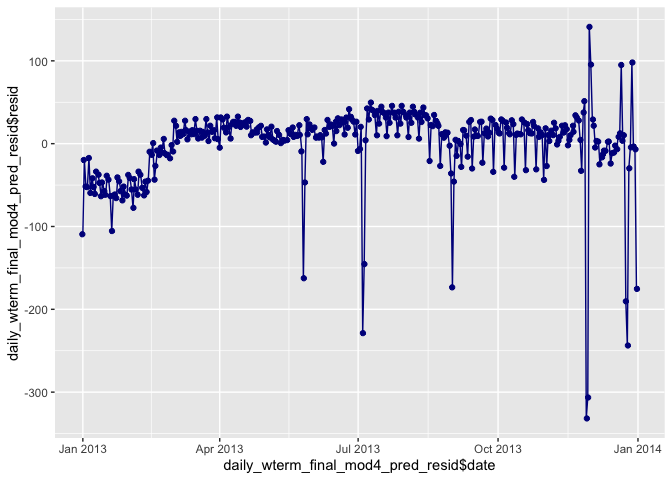 daily_wterm_final_mod4_pred_resid$resid
100
0
-100
-200
-300
Jan 2013
Apr 2013
Jul 2013
Oct 2013
Jan 2014
daily_wterm_final_mod4_pred_resid$date